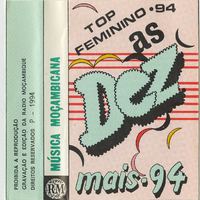 PROIBIDA A REPRODUÇÃO
GRAVAÇÃO E EDIÇÃO DA RÁDIO MOÇAMBIQUE
DIREITOS RESERVADOS P - 1994
MÚSICA MOÇAMBICANA
RM
TOP
FEMININO·94
as
DEZ
mais·94